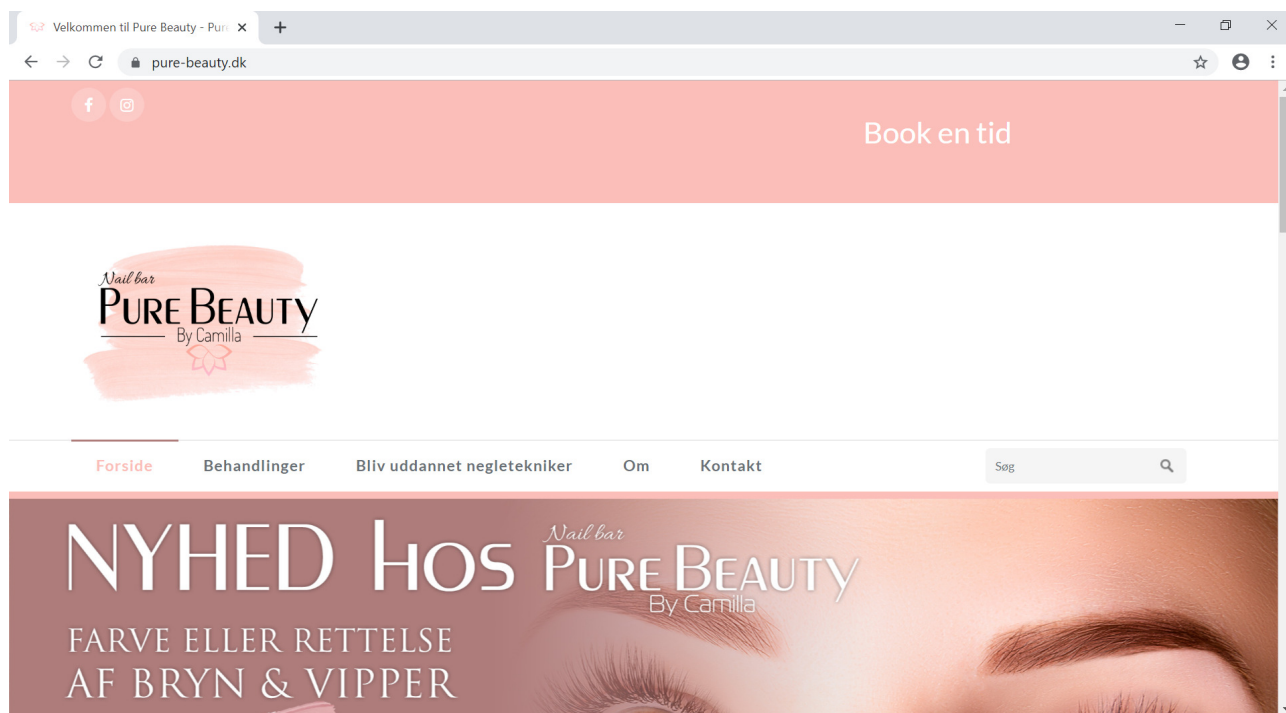 Velkommen til Pure Beauty - Pur
pure-beauty.dk
Book en tid
Nail bar
PURE BEAUTY
By Camilla
Forside Behandlinger Bliv uddannet negletekniker Om Kontakt Søg
NYHED HOS Nail bar PURE BEAUTY
By Camilla
FARVE ELLER RETTELSE
AF BRYN & VIPPER